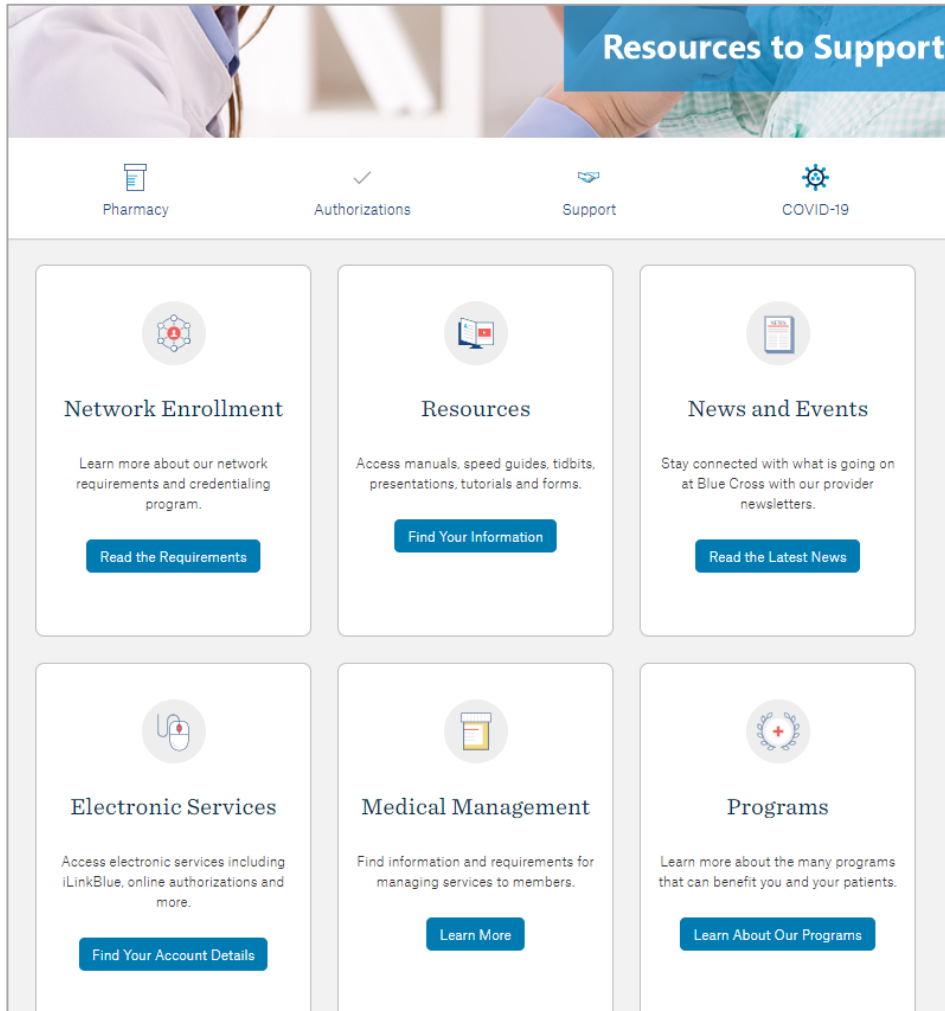 Resources to Support
Pharmacy
Authorizations
Support
COVID-19
Network Enrollment
Learn more about our network
requirements and credentialing
program.
Read the Requirements
Resources
Access manuals, speed guides, tidbits,
presentations, tutorials and forms.
Find Your Information
NEWS
News and Events
Stay connected with what is going on
at Blue Cross with our provider
newsletters.
Read the Latest News
Electronic Services
Access electronic services including
iLinkBlue, online authorizations and
more.
Find Your Account Details
Medical Management
Find information and requirements for
managing services to members.
Learn More
Programs
Learn more about the many programs
that can benefit you and your patients.
Learn About Our Programs